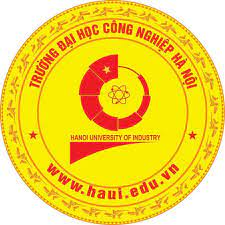 TRƯỜNG ĐẠI HỌC CÔNG NGHIỆP HÀ NỘI
HANOI UNIVERSITY OF INDUSTRY
www.haui.edu.vn